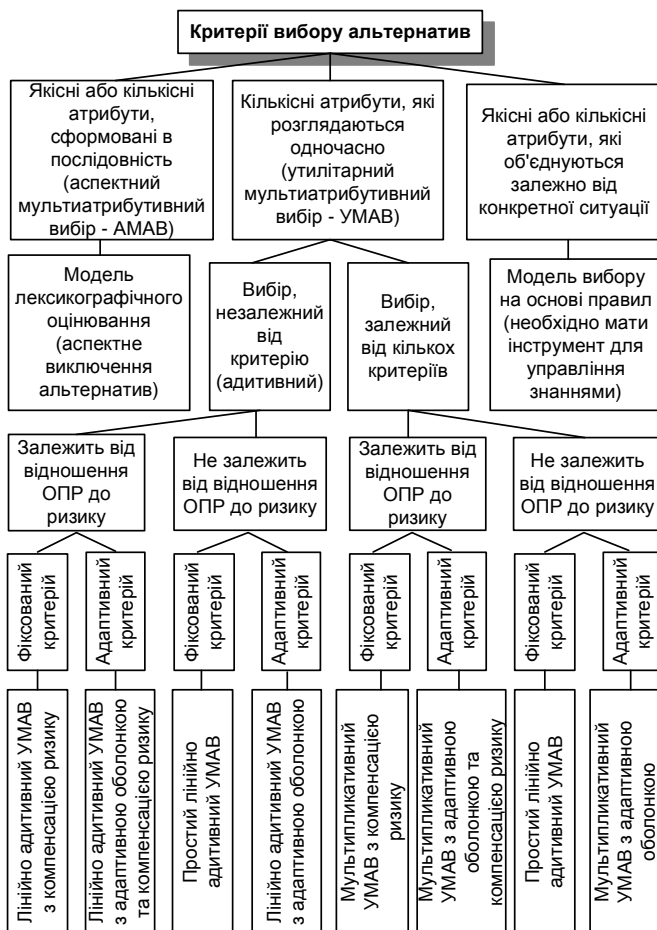 Критерії вибору альтернатив
Якісні або кількісні
атрибути,
сформовані в
послідовність
(аспектний
мультиатрибутивний
вибір - АМАВ)
Кількісні атрибути, які
розглядаються
одночасно
(утилітарний
мультиатрибутивний
вибір - УМАВ)
Якісні або кількісні
атрибути, які
об'єднуються
залежно від
конкретної ситуації
Модель
лексикографічного
оцінювання
(аспектне
виключення
альтернатив)
Вибір,
незалежний
від
критерію
(адитивний)
Вибір,
залежний
від кількох
критеріїв
Модель вибору
на основі правил
(необхідно мати
інструмент для
управління
знаннями)
Залежить від
відношення
ОПР до
ризику
Не залежить
від відношення
ОПР до ризику
Залежить від
відношення
ОПР до
ризику
Не залежить
від відношення
ОПР до ризику
Фіксований
критерій
Адаптивний
критерій
Фіксований
критерій
Адаптивний
критерій
Фіксований
критерій
Адаптивний
критерій
Фіксований
критерій
Адаптивний
критерій
Лінійно адитивний УМАВ
з компенсацією ризику
Лінійно адитивний УМАВ
з адаптивною оболонкою
та компенсацією ризику
Простий лінійно
адитивний УМАВ
Лінійно адитивний УМАВ
з адаптивною оболонкою
Мультипликативний
УМАВ з компенсацією
ризику
Мультипликативний
УМАВ з адаптивною
оболонкою та
компенсацією ризику
Простий лінійно
адитивний УМАВ
Мультипликативний
УМАВ з адаптивною
оболонкою